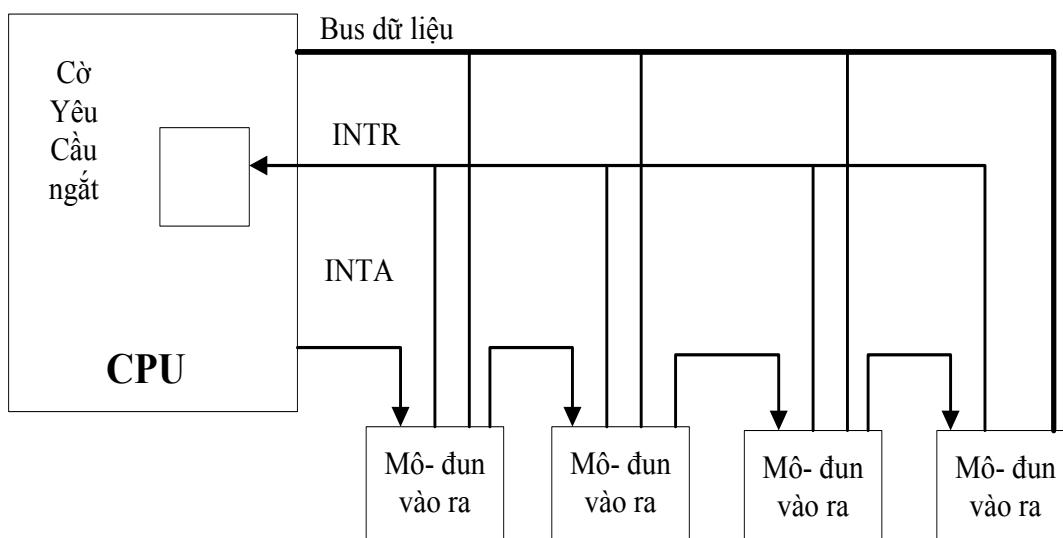 Bus dữ liệu
Cờ
Yêu
Cầu
ngắt
INTR
INTA
CPU
Mô- đun
vào ra
Mô- đun
vào ra
Mô- đun
vào ra
Mô- đun
vào ra